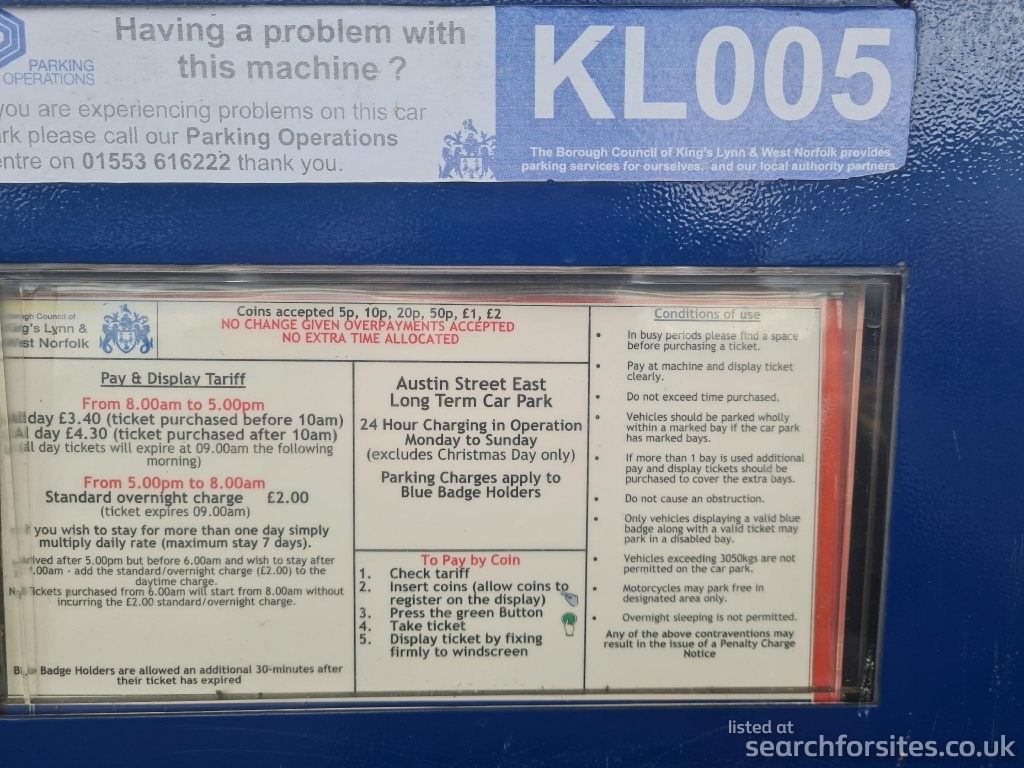 Having a problem with
this machine ?
PARKING
OPERATIONS
you are experiencing problems on this car
rk please call our Parking Operations
entre on 01553 616222 thank you.
KL005
The Borough Council of King's Lynn & West Norfolk provides
parking services for ourselves, and our local authority partners.
ough Council of
g's Lynn &
st Norfolk
Coins accepted 5p, 10p, 20p, 50p, £1, £2
NO CHANGE GIVEN OVERPAYMENTS ACCEPTED
NO EXTRA TIME ALLOCATED
Pay & Display Tariff
From 8.00am to 5.00pm
All day £3.40 (ticket purchased before 10am)
All day £4.30 (ticket purchased after 10am)
(all day tickets will expire at 09.00am the following
morning)
From 5.00pm to 8.00am
Standard overnight charge £2.00
(ticket expires 09.00am)
you wish to stay for more than one day simply
multiply daily rate (maximum stay 7 days).
rrived after 5.00pm but before 6.00am and wish to stay after
.00am - add the standard/overnight charge (£2.00) to the
daytime charge.
tickets purchased from 6.00am will start from 8.00am without
incurring the £2.00 standard/overnight charge.
Blue Badge Holders are allowed an additional 30-minutes after
their ticket has expired
Austin Street East
Long Term Car Park
24 Hour Charging in Operation
Monday to Sunday
(excludes Christmas Day only)
Parking Charges apply to
Blue Badge Holders
To Pay by Coin
1. Check tariff
2. Insert coins (allow coins to
register on the display)
3. Press the green Button
4. Take ticket
5. Display ticket by fixing
firmly to windscreen
Conditions of use
• In busy periods please find a space
before purchasing a ticket.
• Pay at machine and display ticket
clearly.
• Do not exceed time purchased.
• Vehicles should be parked wholly
within a marked bay if the car park
has marked bays.
• If more than 1 bay is used additional
pay and display tickets should be
purchased to cover the extra bays.
• Do not cause an obstruction.
• Only vehicles displaying a valid blue
badge along with a valid ticket may
park in a disabled bay.
• Vehicles exceeding 3050kgs are not
permitted on the car park.
• Motorcycles may park free in
designated area only.
• Overnight sleeping is not permitted.
Any of the above contraventions may
result in the issue of a Penalty Charge
Notice
listed at
searchforsites.co.uk